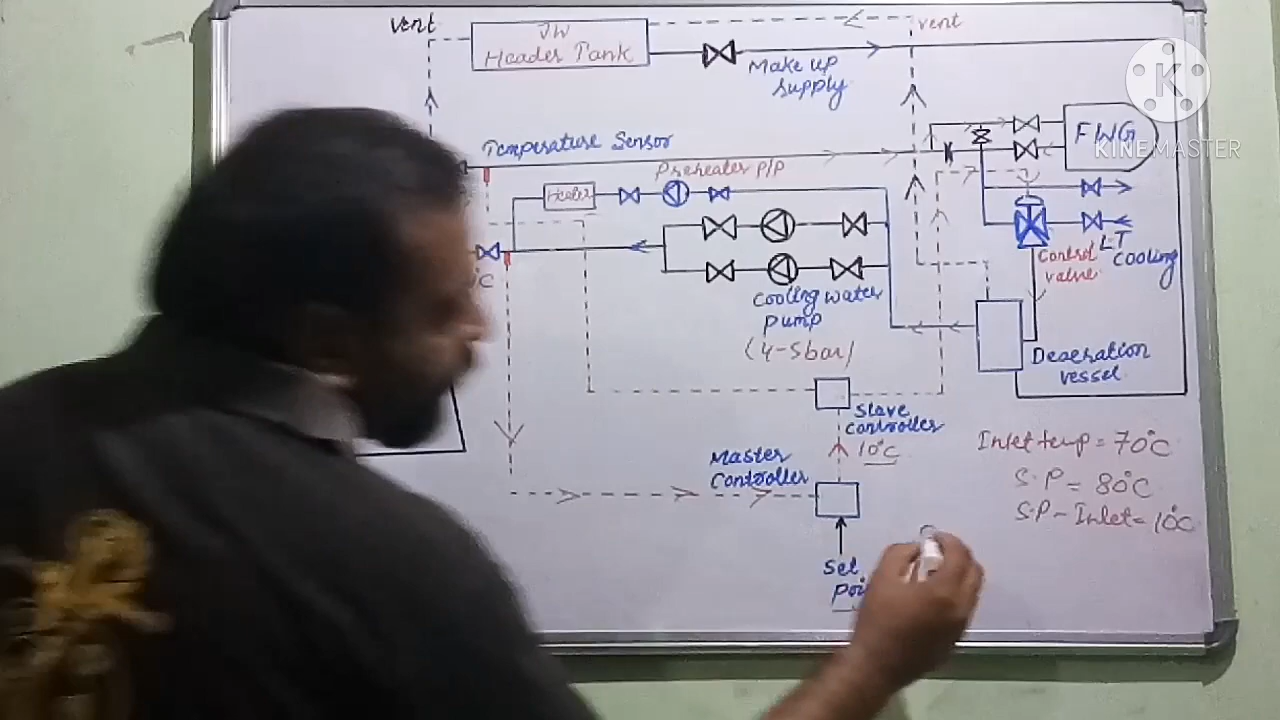 vent
JW
Header Tank
vent
Make up
supply
K
KINEMASTER
FWG
Temperature Sensor
Preheater P/P
Heater
LT
Cooling
Control
valve
°C
Cooling water
pump
(4-5bar)
Deaeration
vessel
Slave
Controller
10°C
Master
Controller
Inlet temp = 70°C
S.P = 80°C
S.P - Inlet = 10°C
Set